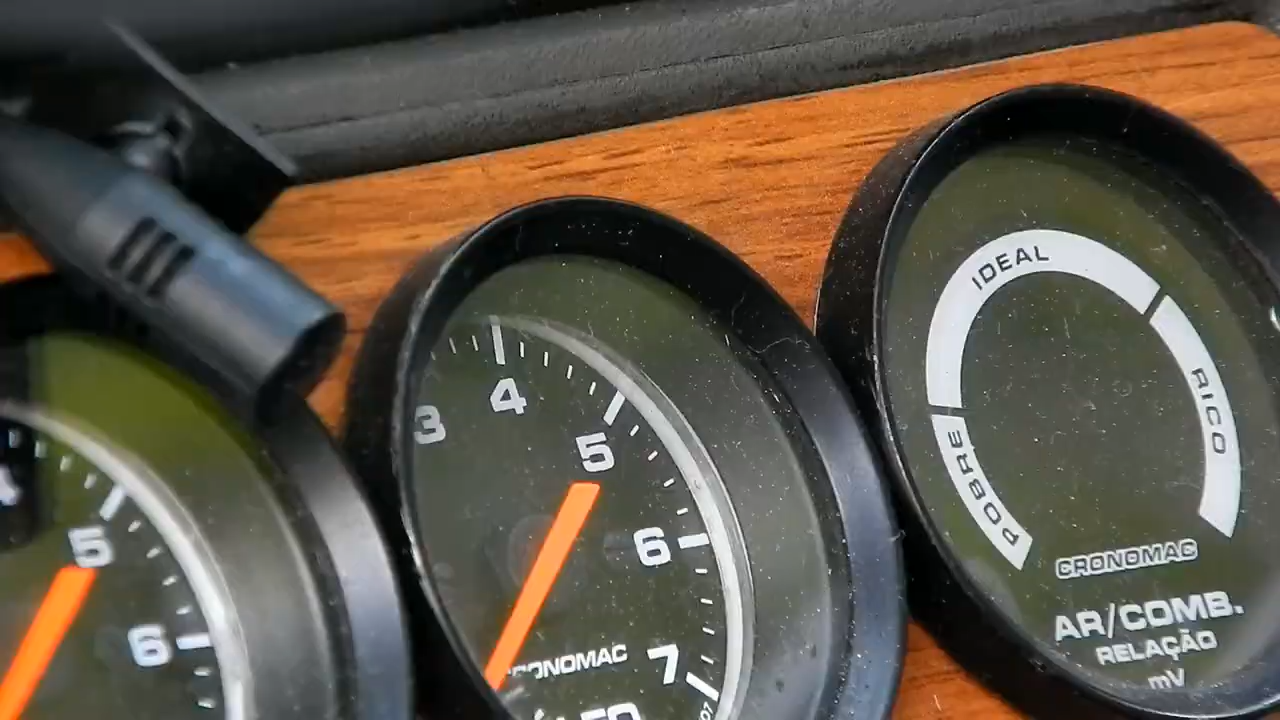 5
6
3
4
5
6
7
IDEAL
RICO
POBRE
CRONOMAC
AR/COMB.
RELAÇÃO
mV